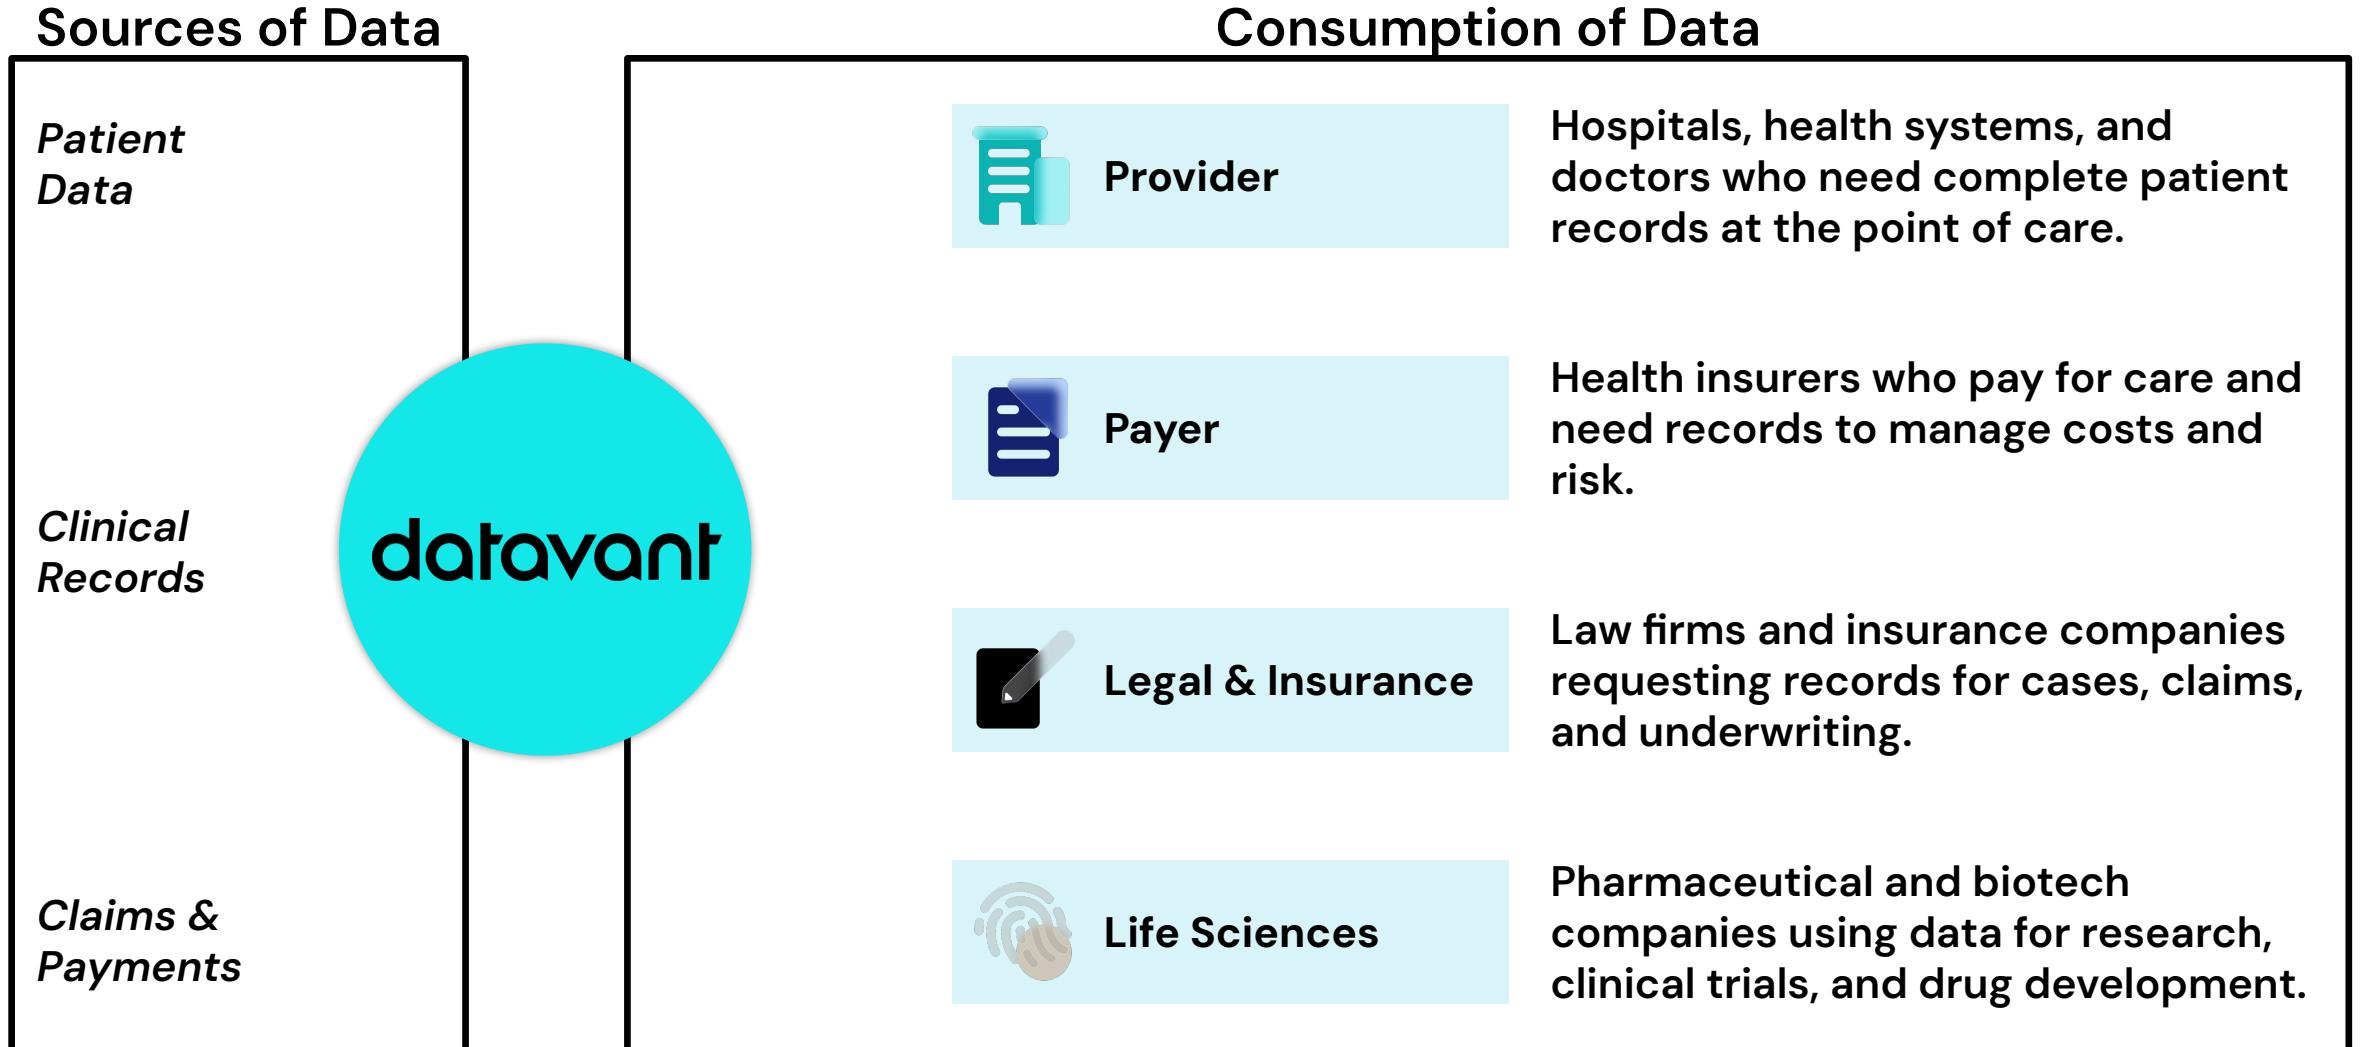 Sources of Data
Consumption of Data
Patient
Data
Clinical
Records
Claims &
Payments
datavant
Provider
Hospitals, health systems, and
doctors who need complete patient
records at the point of care.
Payer
Health insurers who pay for care and
need records to manage costs and
risk.
Legal & Insurance
Law firms and insurance companies
requesting records for cases, claims,
and underwriting.
Life Sciences
Pharmaceutical and biotech
companies using data for research,
clinical trials, and drug development.